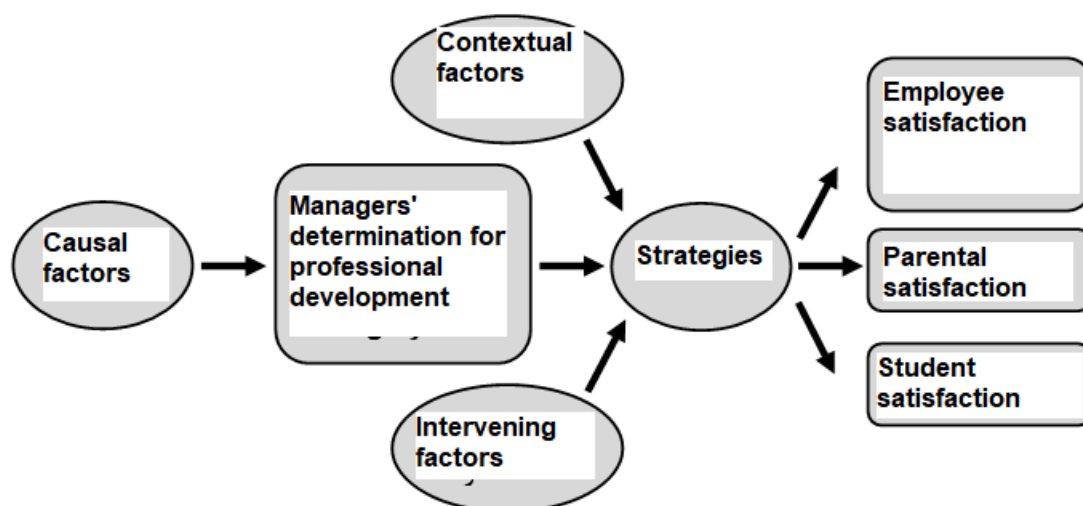 Contextual
factors
Employee
satisfaction
Managers'
determination for
professional
development
Causal
factors
Strategies
Parental
satisfaction
Student
satisfaction
Intervening
factors